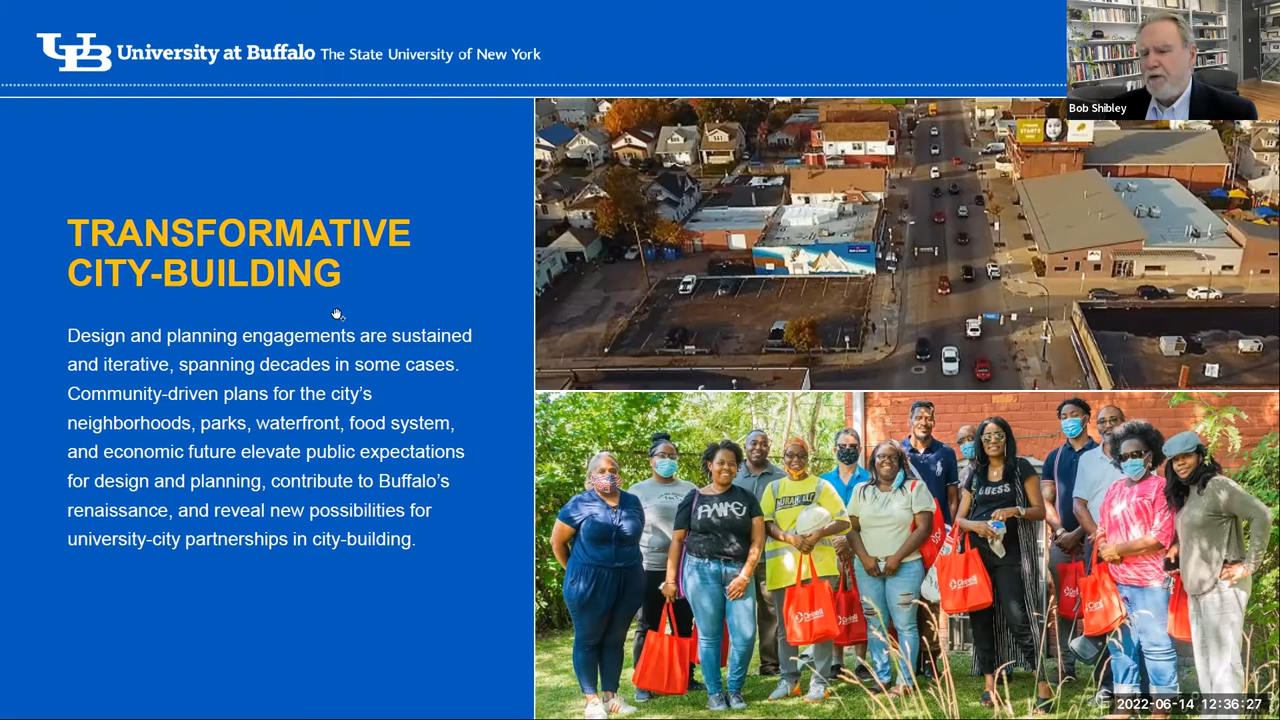 UB University at Buffalo The State University of New York
Bob Shibley
TRANSFORMATIVE
CITY-BUILDING
Design and planning engagements are sustained
and iterative, spanning decades in some cases.
Community-driven plans for the city’s
neighborhoods, parks, waterfront, food system,
and economic future elevate public expectations
for design and planning, contribute to Buffalo’s
renaissance, and reveal new possibilities for
university-city partnerships in city-building.
STARTS
GUESS
2022-06-14 12:36:27